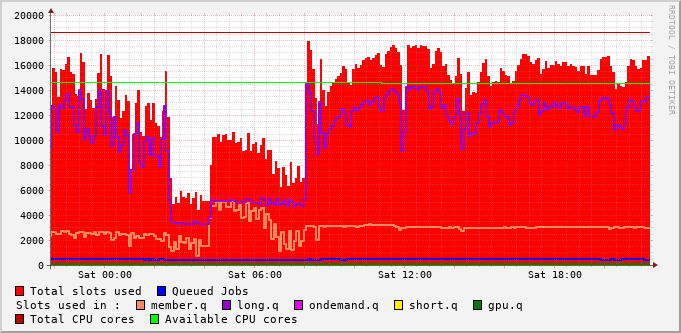 RRDTOOL / TOBI OETIKER
20000
18000
16000
14000
12000
10000
8000
6000
4000
2000
0
Sat 00:00 Sat 06:00 Sat 12:00 Sat 18:00
Total slots used Queued Jobs
Slots used in : member.q long.q ondemand.q short.q gpu.q
Total CPU cores Available CPU cores